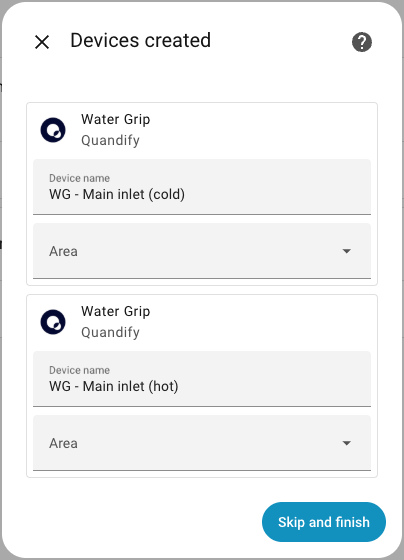 Devices created
Water Grip
Quandify
Device name
WG - Main inlet (cold)
Area
Water Grip
Quandify
Device name
WG - Main inlet (hot)
Area
Skip and finish